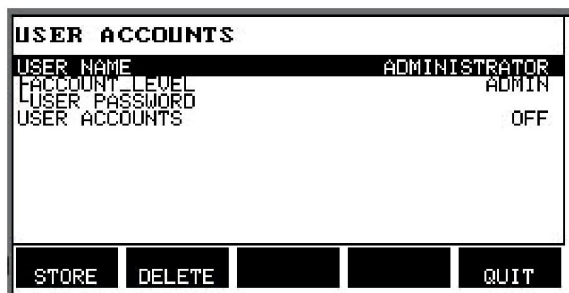 USER ACCOUNTS
USER NAME ADMINISTRATOR
ACCOUNT LEVEL ADMIN
USER PASSWORD
USER ACCOUNTS OFF
STORE DELETE QUIT